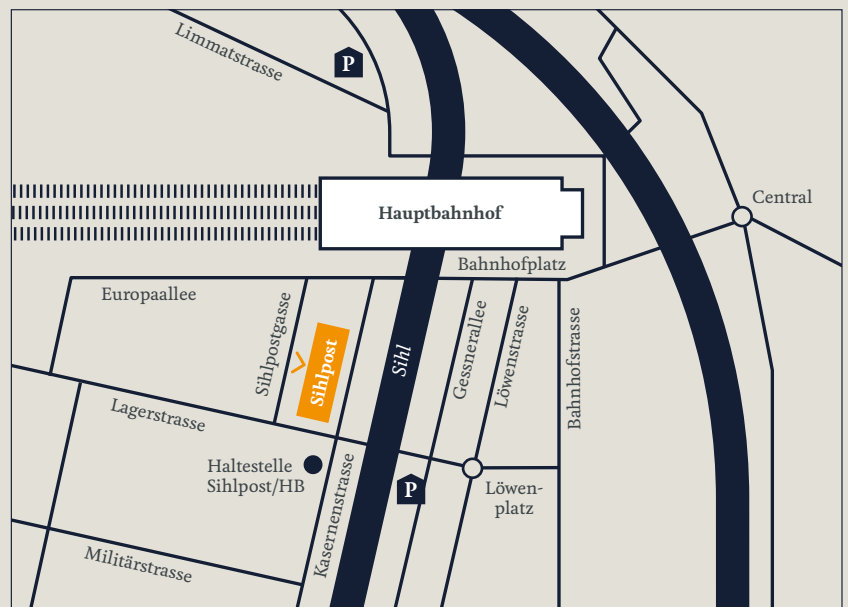 Limmatstrasse
P
Central
Hauptbahnhof
Bahnhofplatz
Europaallee
Sihlpostgasse
Sihlpost
Sihl
Gessnerallee
Löwenstrasse
Bahnhofstrasse
Lagerstrasse
Haltestelle
Sihlpost/HB
Kasernenstrasse
P
Löwen-
platz
Militärstrasse